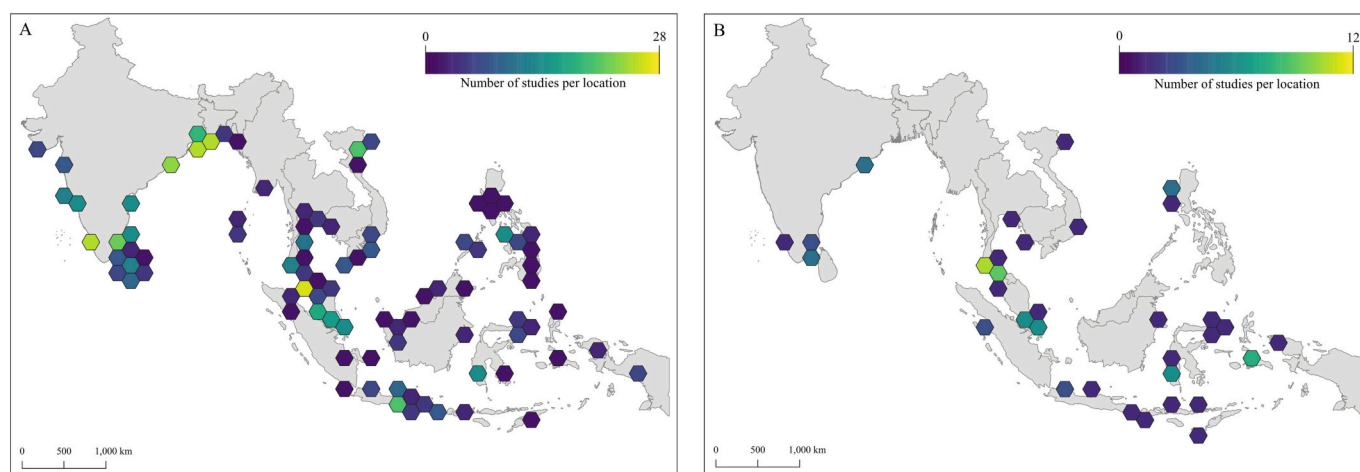 A
0 28
Number of studies per location
0 500 1,000 km
B
0 12
Number of studies per location
0 500 1,000 km